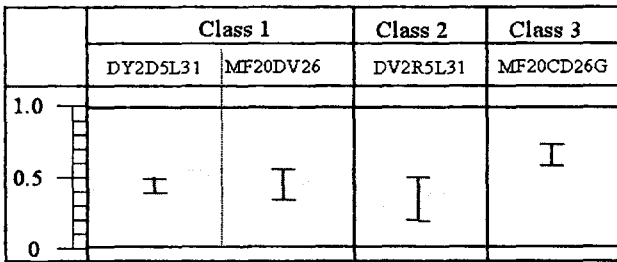 Class 1 Class 2 Class 3
DY2D5L31 MF20DV26 DV2R5L31 MF20CD26G
1.0
0.5
0